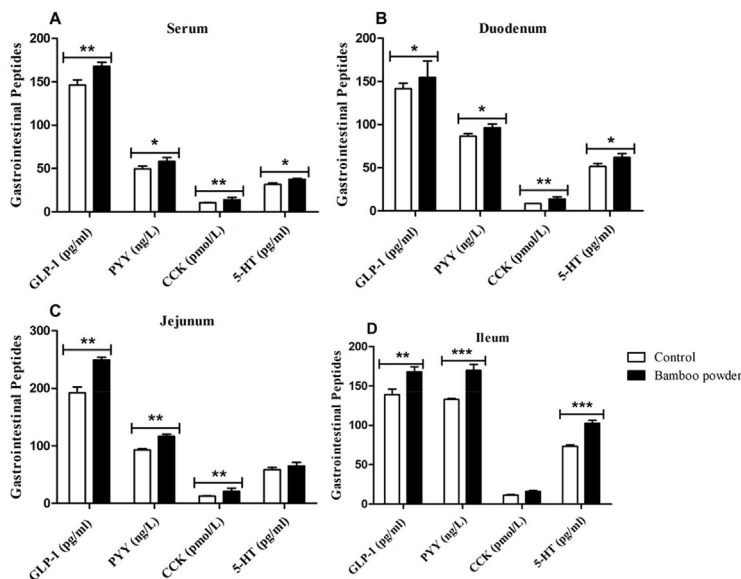 A
Serum
Gastrointestinal Peptides
200
150
100
50
0
**
*
**
*
GLP-1 (pg/ml)
PYY (ng/L)
CCK (pmol/L)
5-HT (pg/ml)
B
Duodenum
Gastrointestinal Peptides
200
150
100
50
0
*
*
**
*
GLP-1 (pg/ml)
PYY (ng/L)
CCK (pmol/L)
5-HT (pg/ml)
C
Jejunum
Gastrointestinal Peptides
300
200
100
0
**
**
**
GLP-1 (pg/ml)
PYY (ng/L)
CCK (pmol/L)
5-HT (pg/ml)
D
Ileum
Gastrointestinal Peptides
200
150
100
50
0
**
***
***
GLP-1 (pg/ml)
PYY (ng/L)
CCK (pmol/L)
5-HT (pg/ml)
Control
Bamboo powder